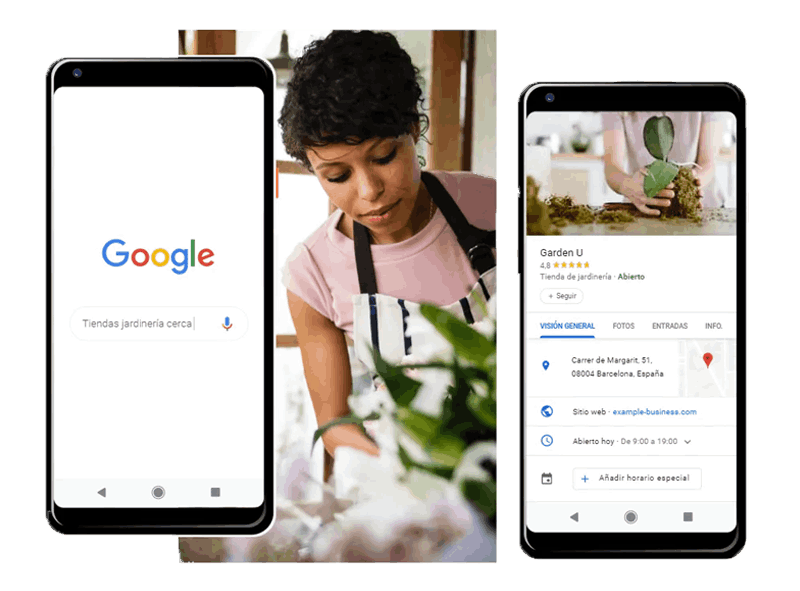 Google
Tiendas jardinería cerca
Garden U
4,8
Tienda de jardinería · Abierto
+ Seguir
VISIÓN GENERAL FOTOS ENTRADAS INFO.
Carrer de Margarit, 51,
08004 Barcelona, España
Sitio web · example-business.com
Abierto hoy · De 9:00 a 19:00
+ Añadir horario especial